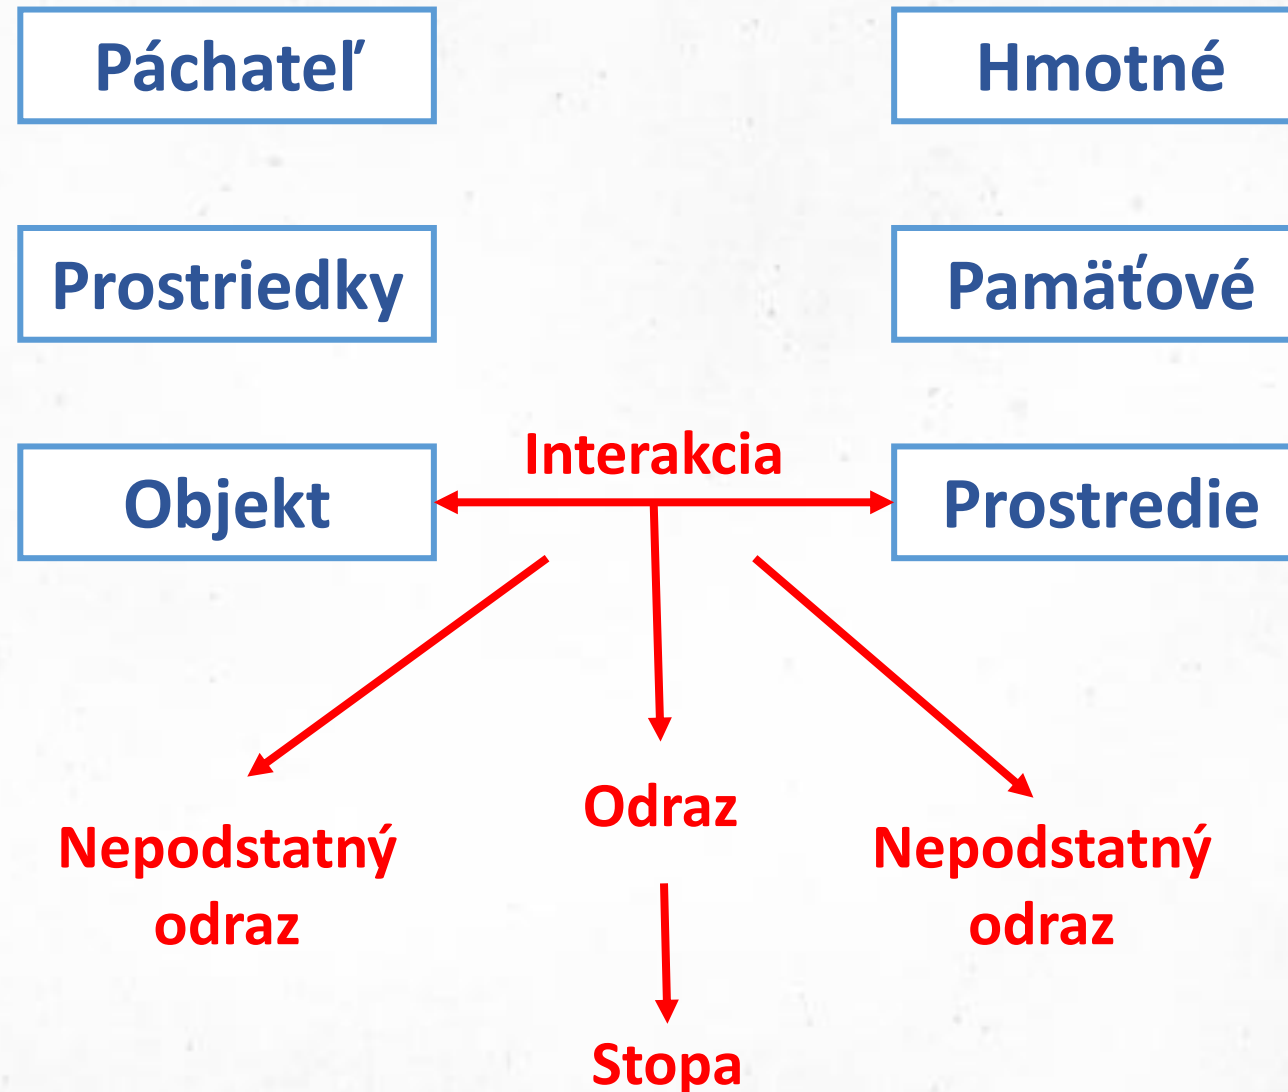 Páchateľ
Hmotné
Prostriedky
Pamäťové
Interakcia
Objekt
Prostredie
Odraz
Nepodstatný
odraz
Nepodstatný
odraz
Stopa